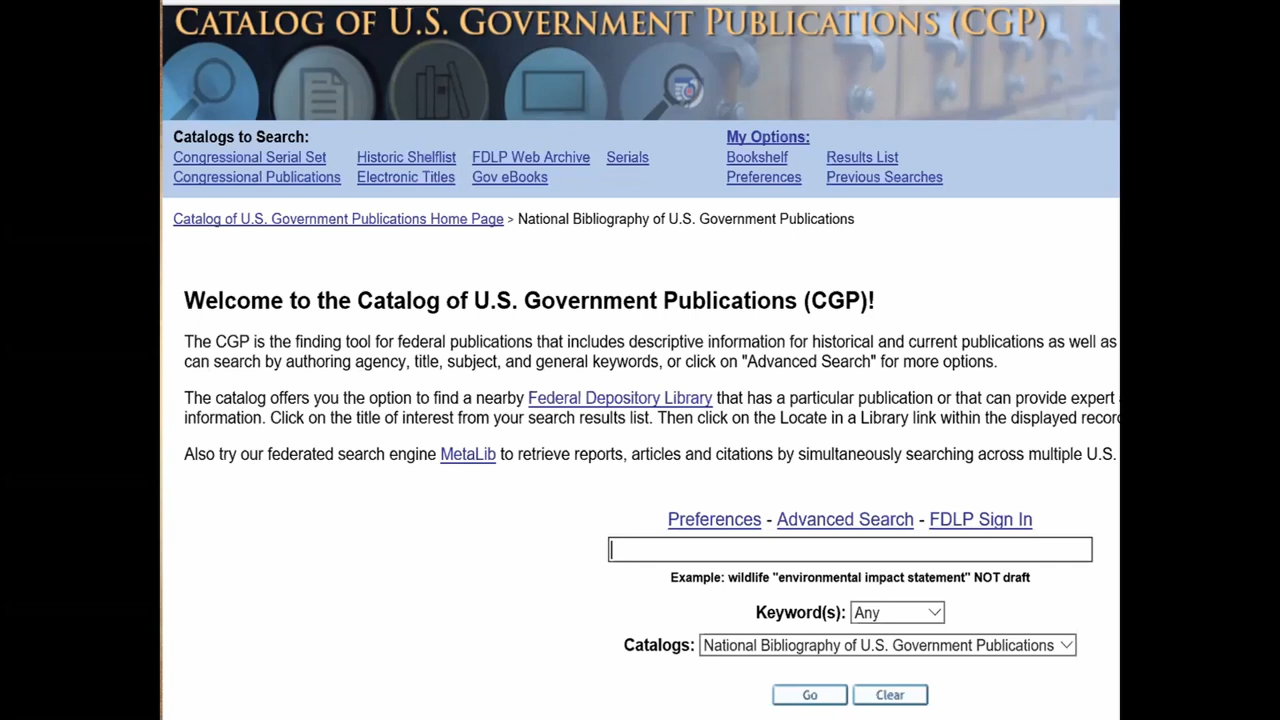 CATALOG OF U.S. GOVERNMENT PUBLICATIONS (CGP)
Catalogs to Search:
My Options:
Congressional Serial Set Historic Shelflist FDLP Web Archive Serials
Bookshelf Results List
Congressional Publications Electronic Titles Gov eBooks
Preferences Previous Searches
Catalog of U.S. Government Publications Home Page > National Bibliography of U.S. Government Publications
Welcome to the Catalog of U.S. Government Publications (CGP)!
The CGP is the finding tool for federal publications that includes descriptive information for historical and current publications as well as
can search by authoring agency, title, subject, and general keywords, or click on "Advanced Search" for more options.
The catalog offers you the option to find a nearby Federal Depository Library that has a particular publication or that can provide expert
information. Click on the title of interest from your search results list. Then click on the Locate in a Library link within the displayed
Also try our federated search engine MetaLib to retrieve reports, articles and citations by simultaneously searching across multiple U.S.
Preferences - Advanced Search - FDLP Sign In
Example: wildlife "environmental impact statement" NOT draft
Keyword(s): Any
Catalogs: National Bibliography of U.S. Government Publications
Go Clear